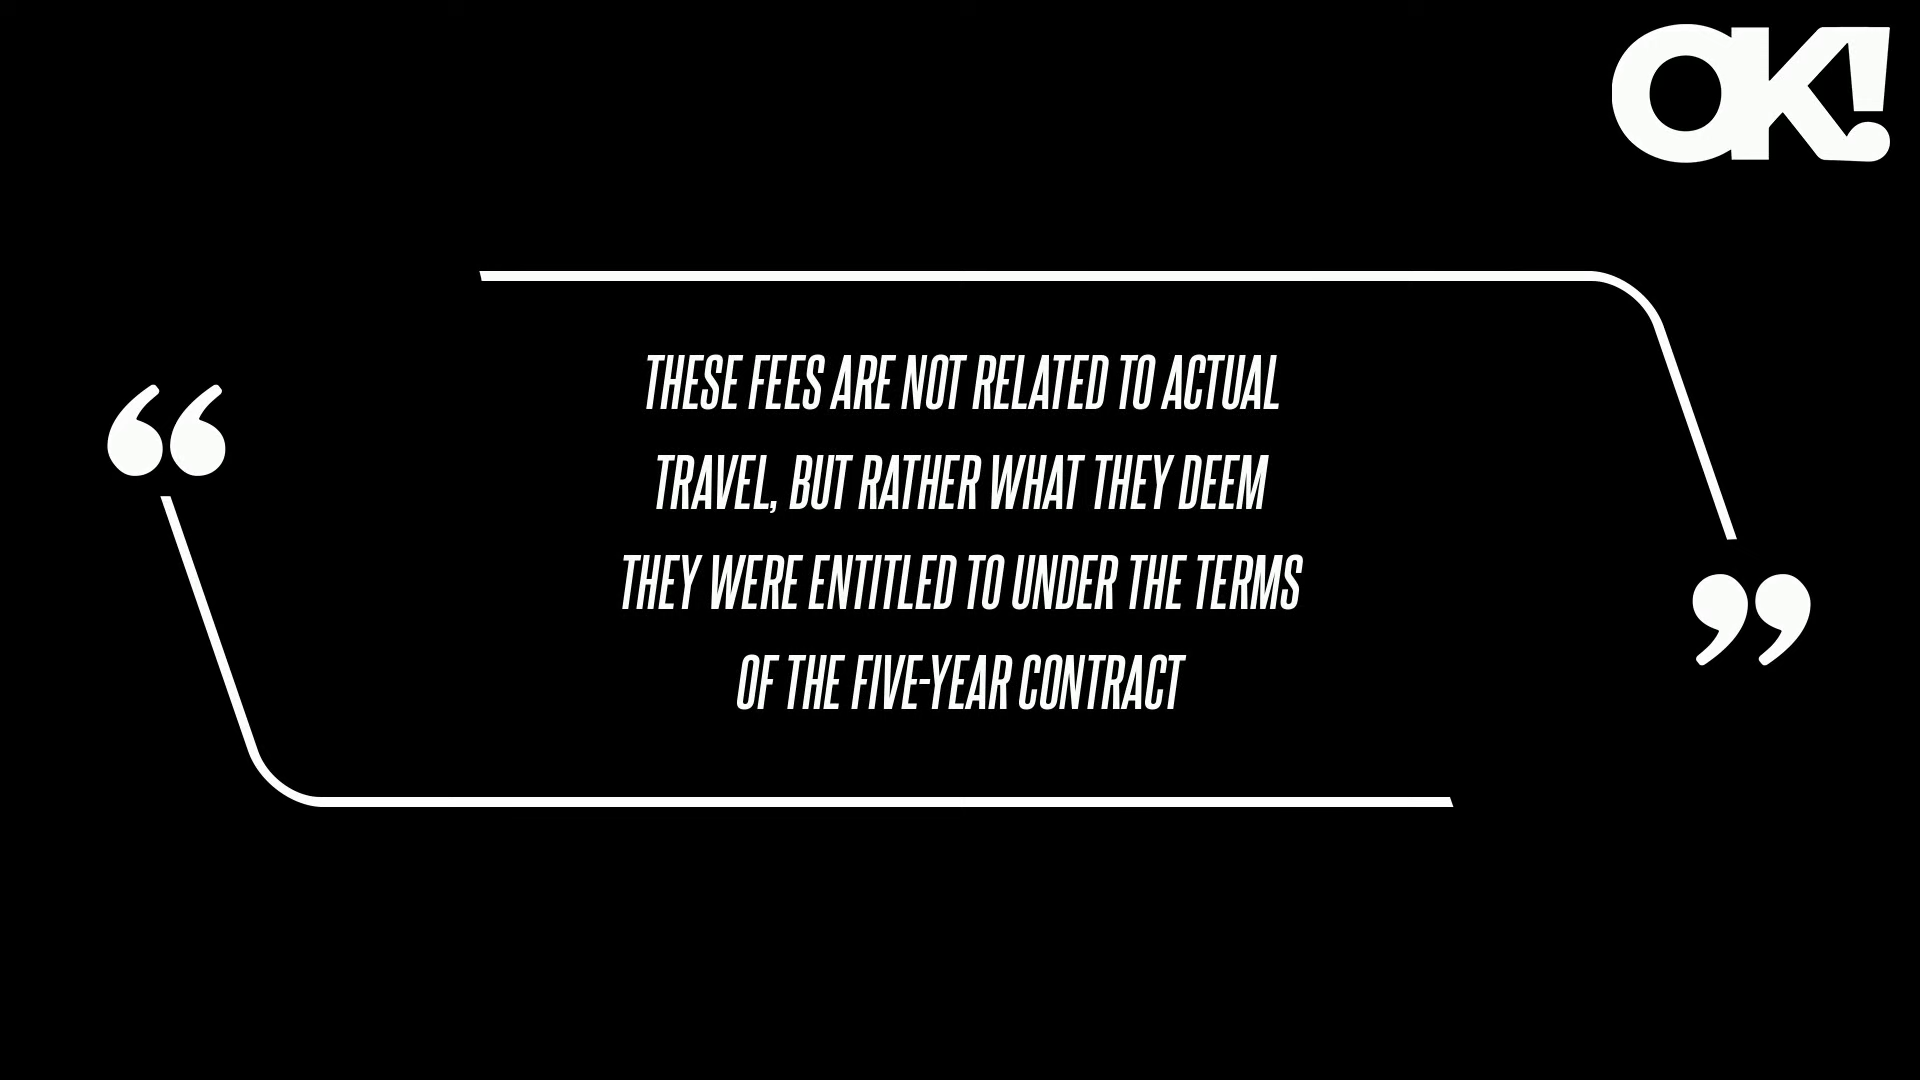 OK!
“
THESE FEES ARE NOT RELATED TO ACTUAL
TRAVEL, BUT RATHER WHAT THEY DEEM
THEY WERE ENTITLED TO UNDER THE TERMS
OF THE FIVE-YEAR CONTRACT
”